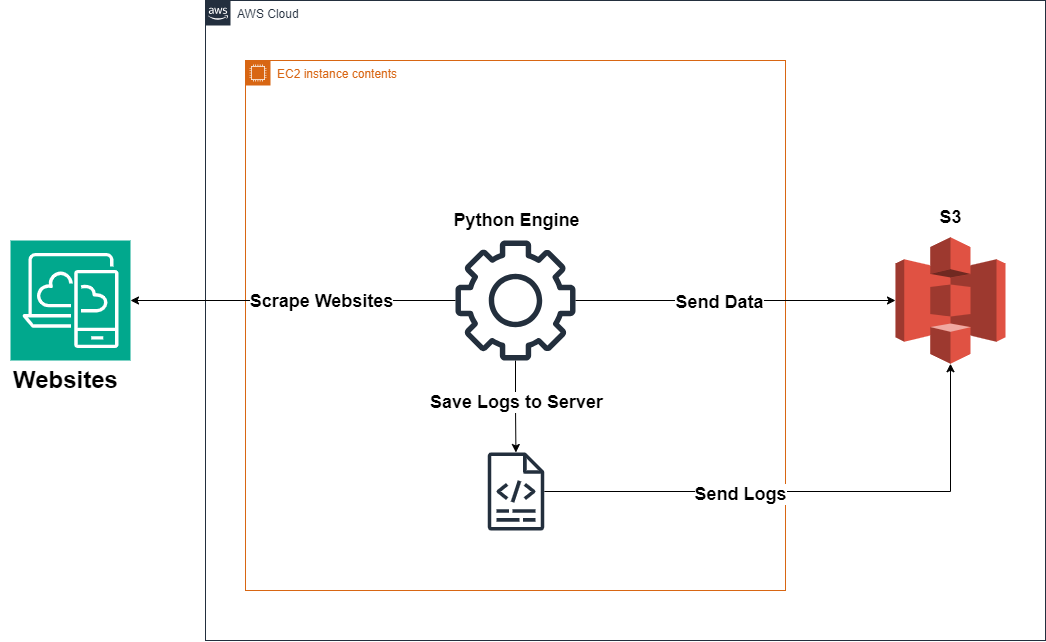 aws
AWS Cloud
EC2 instance contents
Python Engine
S3
Scrape Websites
Send Data
Websites
Save Logs to Server
</>
Send Logs